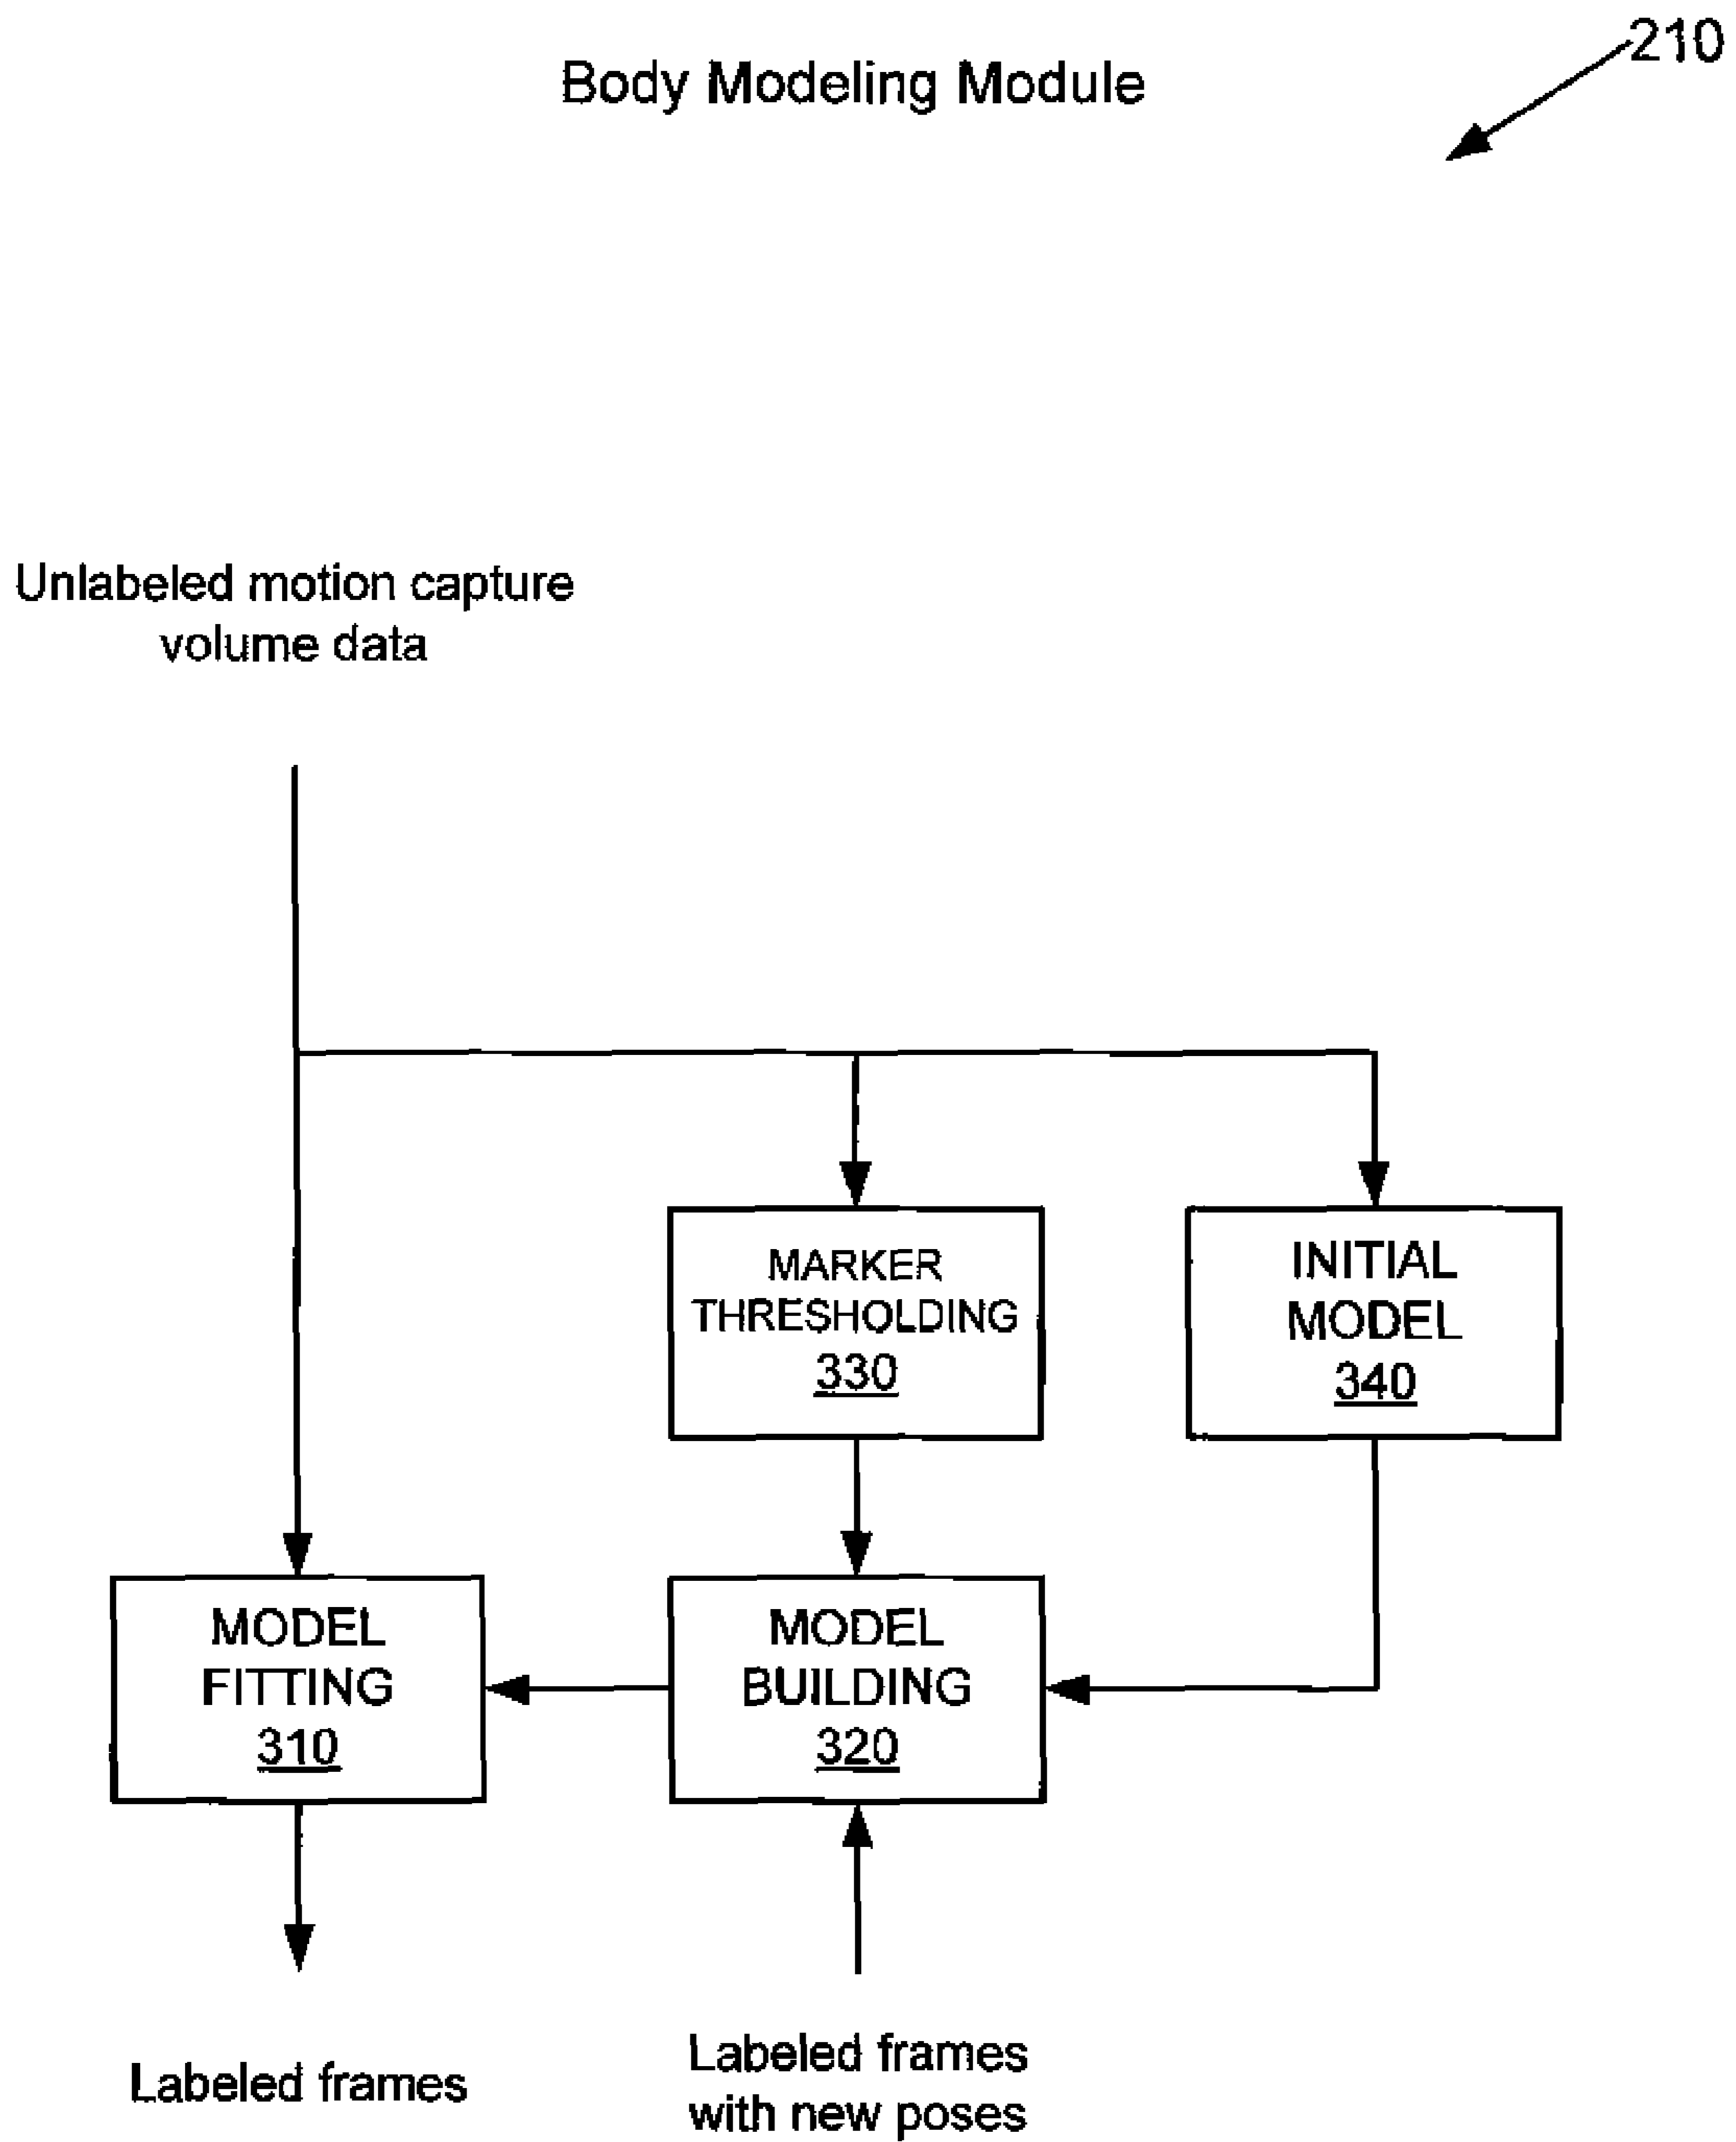 210
Body Modeling Module
Unlabeled motion capture
volume data
MARKER
THRESHOLDING
330
INITIAL
MODEL
340
MODEL
FITTING
310
MODEL
BUILDING
320
Labeled frames
Labeled frames
with new poses